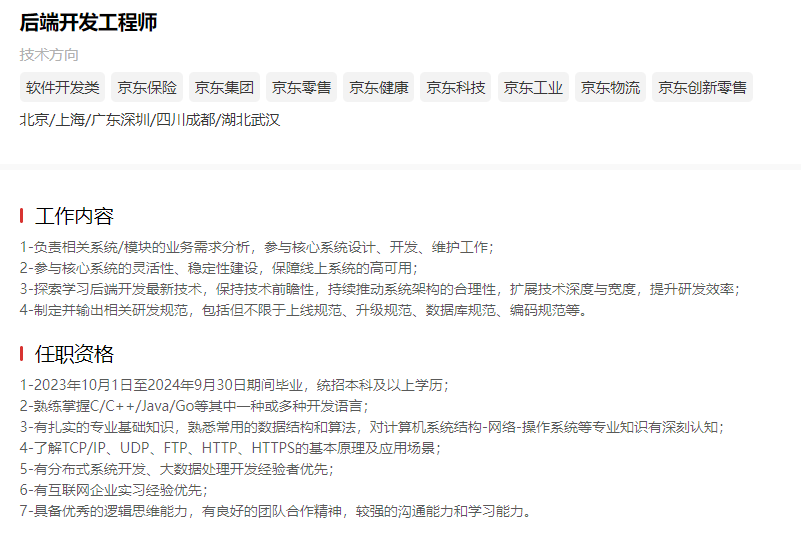 后端开发工程师
技术方向
软件开发类 京东保险 京东集团 京东零售 京东健康 京东科技 京东工业 京东物流 京东创新零售
北京/上海/广东深圳/四川成都/湖北武汉
工作内容
1-负责相关系统/模块的业务需求分析，参与核心系统设计、开发、维护工作；
2-参与核心系统的灵活性、稳定性建设，保障线上系统的高可用；
3-探索学习后端开发最新技术，保持技术前瞻性，持续推动系统架构的合理性，扩展技术深度与宽度，提升研发效率；
4-制定并输出相关研发规范，包括但不限于上线规范、升级规范、数据库规范、编码规范等。
任职资格
1-2023年10月1日至2024年9月30日期间毕业，统招本科及以上学历；
2-熟练掌握C/C++/Java/Go等其中一种或多种开发语言；
3-有扎实的专业基础知识，熟悉常用的数据结构和算法，对计算机系统结构-网络-操作系统等专业知识有深刻认知；
4-了解TCP/IP、UDP、FTP、HTTP、HTTPS的基本原理及应用场景；
5-有分布式系统开发、大数据处理开发经验者优先；
6-有互联网企业实习经验优先；
7-具备优秀的逻辑思维能力，有良好的团队合作精神，较强的沟通能力和学习能力。